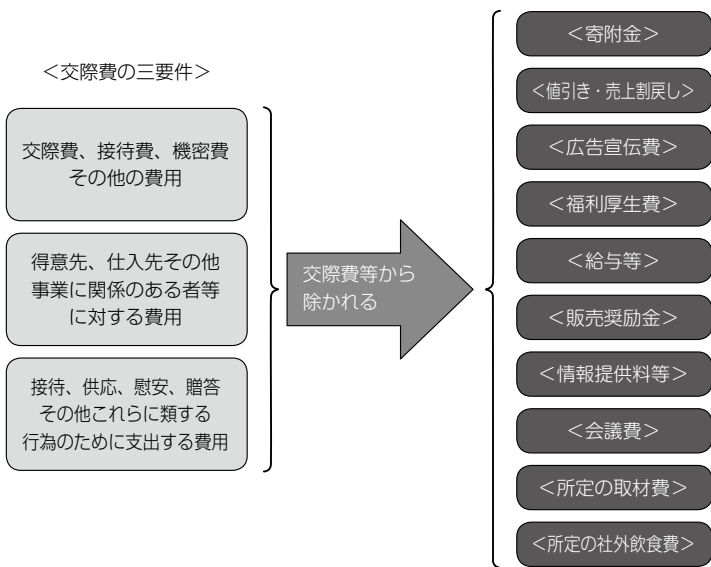 ＜交際費の三要件＞
交際費、接待費、機密費
その他の費用
得意先、仕入先その他
事業に関係のある者等
に対する費用
接待、供応、慰安、贈答
その他これらに類する
行為のために支出する費用
交際費等から
除かれる
＜寄附金＞
＜値引き・売上割戻し＞
＜広告宣伝費＞
＜福利厚生費＞
＜給与等＞
＜販売奨励金＞
＜情報提供料等＞
＜会議費＞
＜所定の取材費＞
＜所定の社外飲食費＞